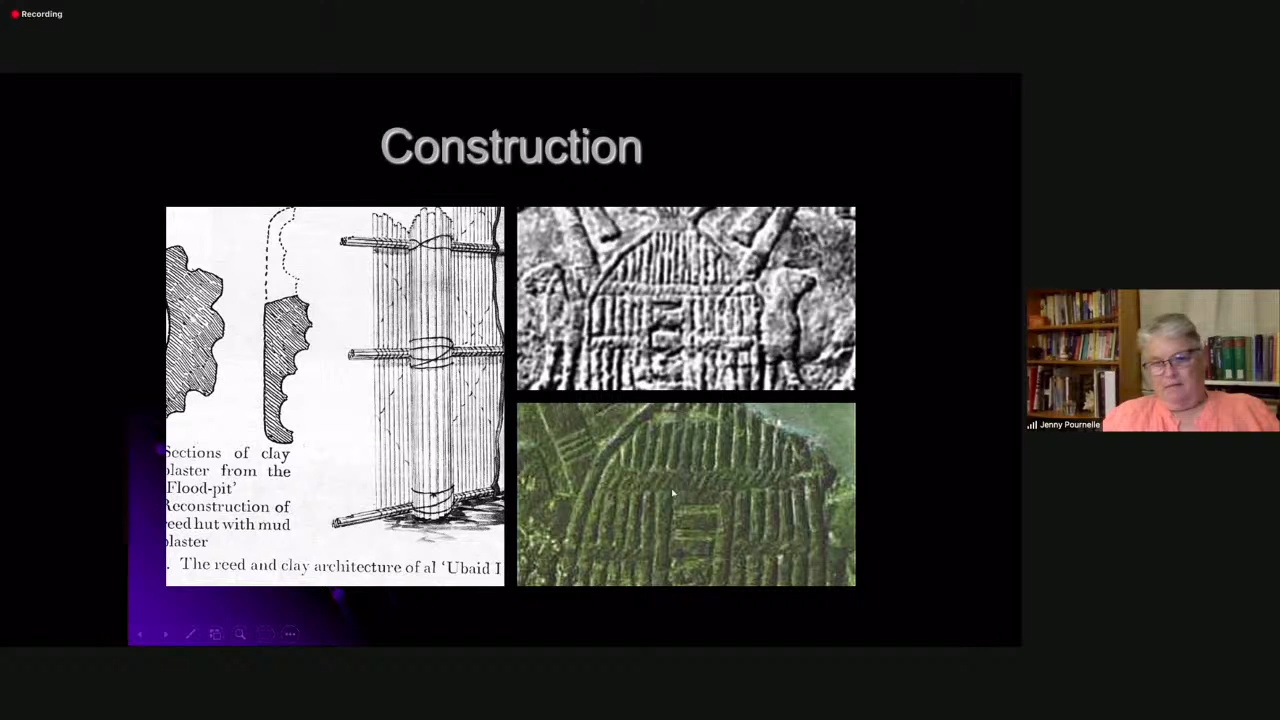 Recording
Construction
Sections of clay
plaster from the
'Flood-pit'
Reconstruction of
reed hut with mud
plaster
. The reed and clay architecture of al 'Ubaid I
Jenny Pournelle